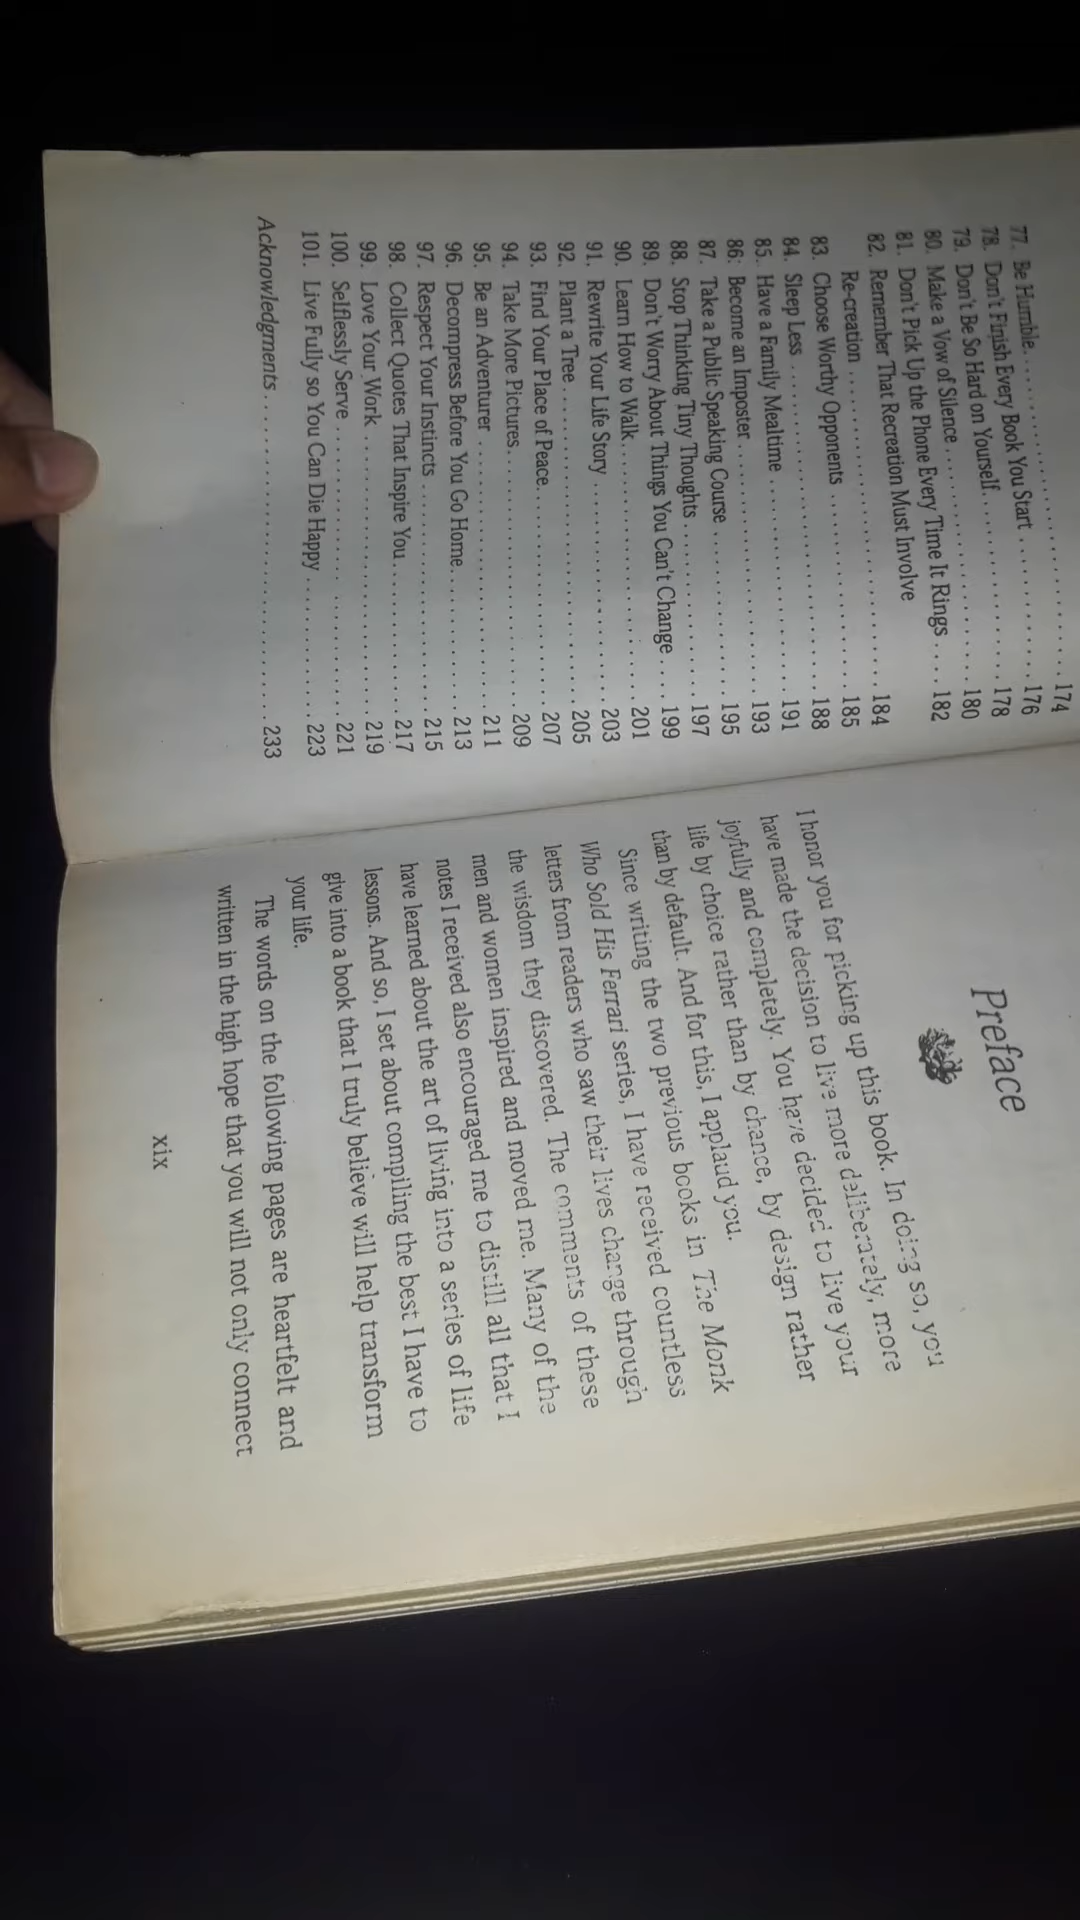 77. Be Humble. . . . . . . . . . . . . . . . . . . . . . . . . . . . 174
78. Don't Finish Every Book You Start . . . . . . . . . . . . 176
79. Don't Be So Hard on Yourself. . . . . . . . . . . . . . . . 178
80. Make a Vow of Silence . . . . . . . . . . . . . . . . . . . . 180
81. Don't Pick Up the Phone Every Time It Rings . . . . 182
82. Remember That Recreation Must Involve
Re-creation . . . . . . . . . . . . . . . . . . . . . . . . . . . . 184
83. Choose Worthy Opponents . . . . . . . . . . . . . . . . . 185
84. Sleep Less . . . . . . . . . . . . . . . . . . . . . . . . . . . . 188
85. Have a Family Mealtime . . . . . . . . . . . . . . . . . . . 191
86. Become an Imposter . . . . . . . . . . . . . . . . . . . . . 193
87. Take a Public Speaking Course . . . . . . . . . . . . . . 195
88. Stop Thinking Tiny Thoughts . . . . . . . . . . . . . . . 197
89. Don't Worry About Things You Can't Change . . . . 199
90. Learn How to Walk. . . . . . . . . . . . . . . . . . . . . . 201
91. Rewrite Your Life Story . . . . . . . . . . . . . . . . . . . 203
92. Plant a Tree. . . . . . . . . . . . . . . . . . . . . . . . . . . 205
93. Find Your Place of Peace. . . . . . . . . . . . . . . . . . . 207
94. Take More Pictures. . . . . . . . . . . . . . . . . . . . . . 209
95. Be an Adventurer . . . . . . . . . . . . . . . . . . . . . . . 211
96. Decompress Before You Go Home. . . . . . . . . . . . 213
97. Respect Your Instincts . . . . . . . . . . . . . . . . . . . . 215
98. Collect Quotes That Inspire You . . . . . . . . . . . . . 217
99. Love Your Work . . . . . . . . . . . . . . . . . . . . . . . . 219
100. Selflessly Serve . . . . . . . . . . . . . . . . . . . . . . . . 221
101. Live Fully so You Can Die Happy . . . . . . . . . . . . 223
Acknowledgments . . . . . . . . . . . . . . . . . . . . . . . . . 233
Preface
I honor you for picking up this book. In doing so, you
have made the decision to live more deliberately, more
joyfully and completely. You have decided to live your
life by choice rather than by chance, by design rather
than by default. And for this, I applaud you.
Since writing the two previous books in The Monk
Who Sold His Ferrari series, I have received countless
letters from readers who saw their lives change through
the wisdom they discovered. The comments of these
men and women inspired and moved me. Many of the
notes I received also encouraged me to distill all that I
have learned about the art of living into a series of life
lessons. And so, I set about compiling the best I have to
give into a book that I truly believe will help transform
your life.
The words on the following pages are heartfelt and
written in the high hope that you will not only connect
xix